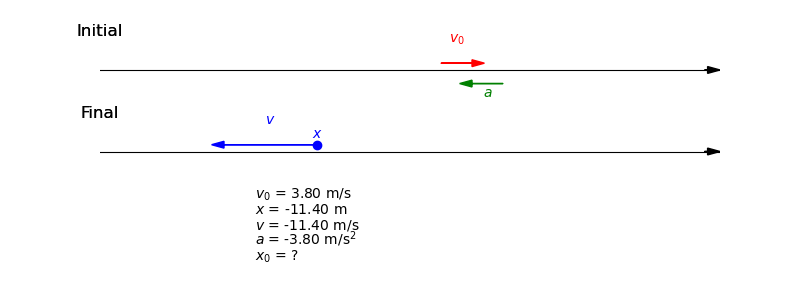 Initial
v₀
a
Final
v
x
v₀ = 3.80 m/s
x = -11.40 m
v = -11.40 m/s
a = -3.80 m/s²
x₀ = ?